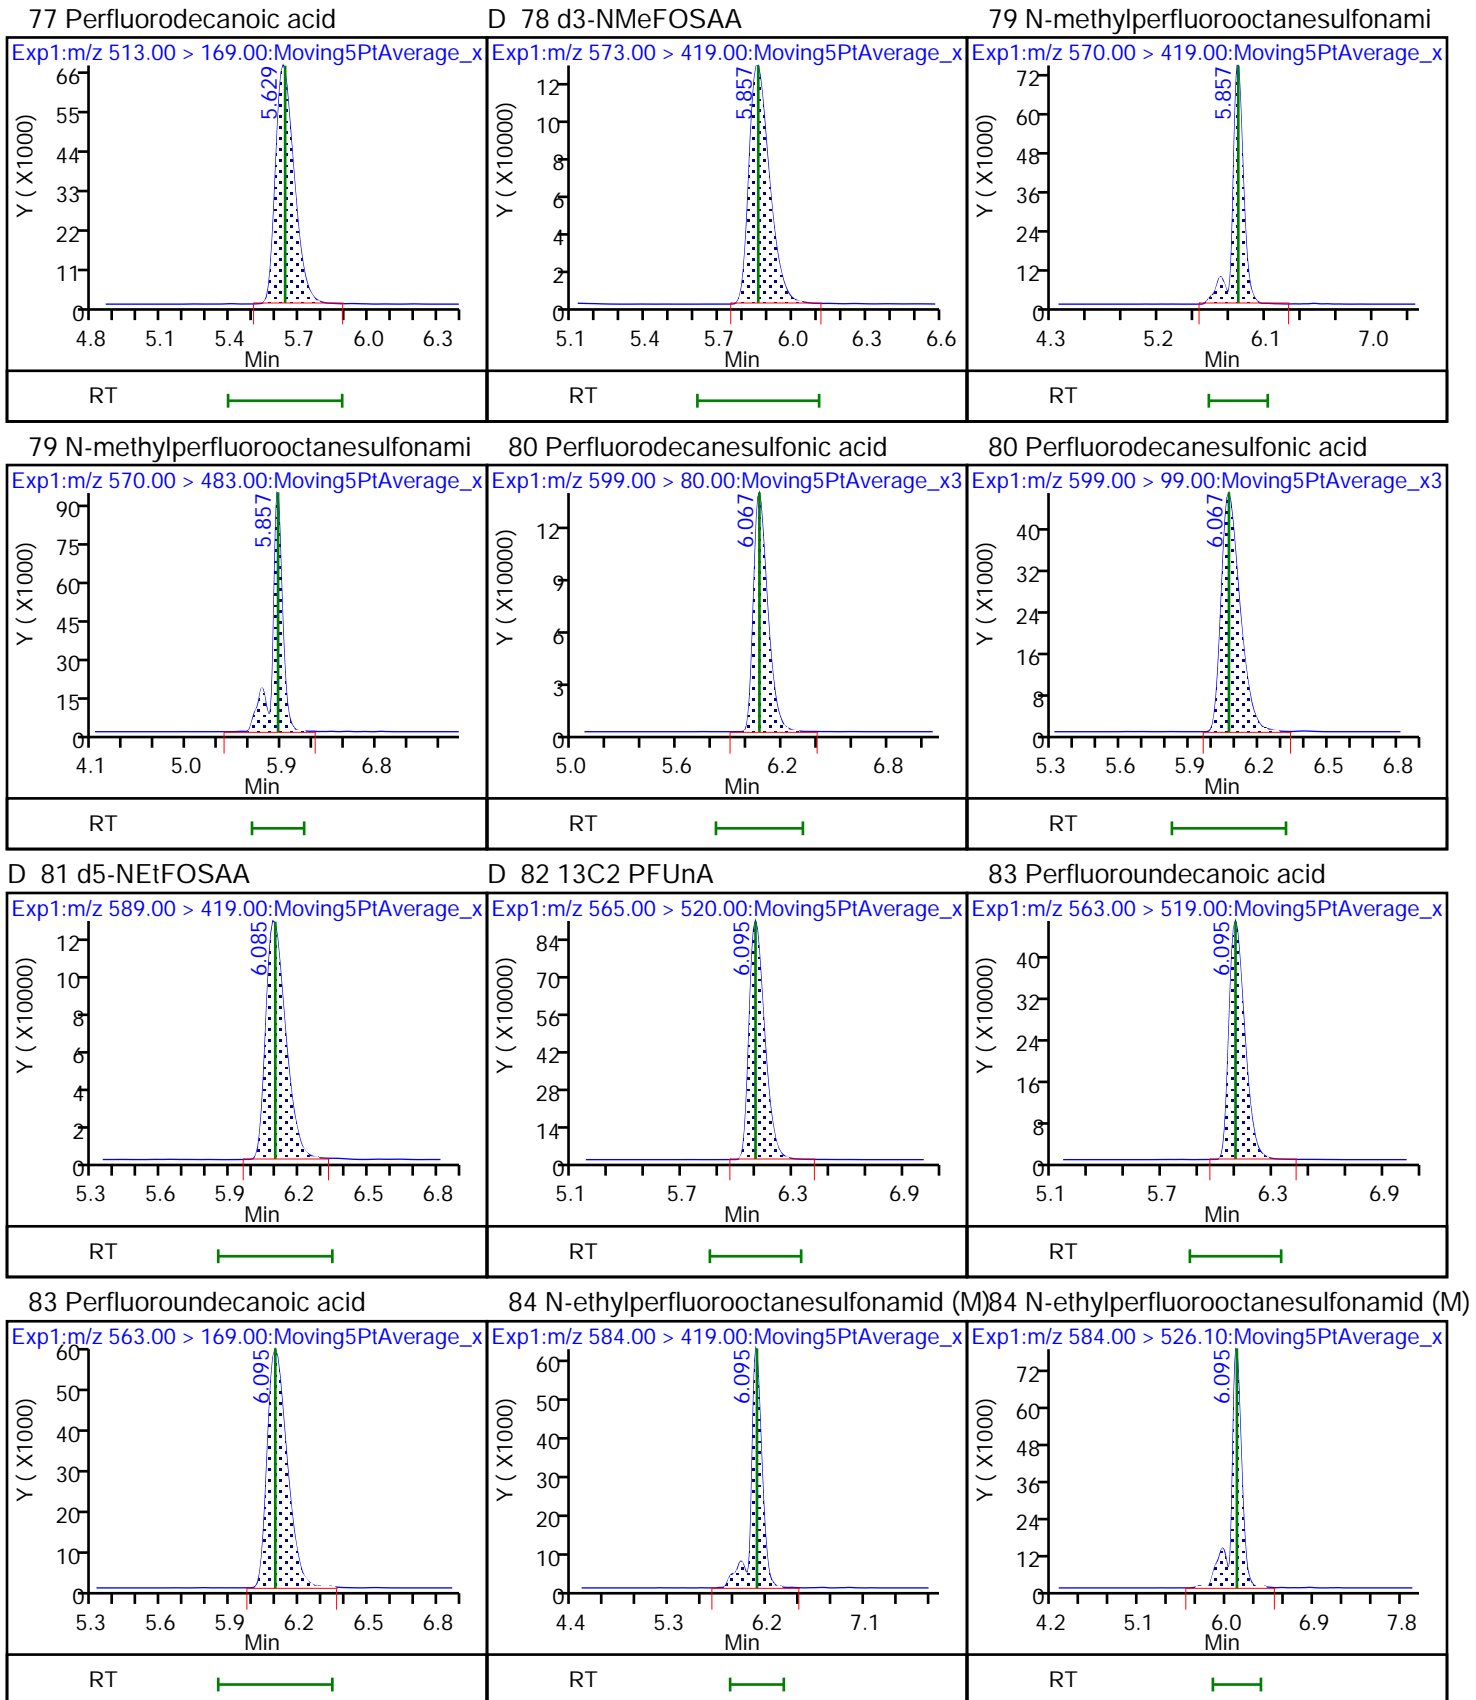 77 Perfluorodecanoic acid
Exp1:m/z 513.00 > 169.00:Moving5PtAverage_x
5.629
Y ( X1000)
66
55
44
33
22
11
0
4.8 5.1 5.4 5.7 6.0 6.3
Min
RT
D 78 d3-NMeFOSAA
Exp1:m/z 573.00 > 419.00:Moving5PtAverage_x
5.857
Y ( X10000)
12
10
8
6
4
2
0
5.1 5.4 5.7 6.0 6.3 6.6
Min
RT
79 N-methylperfluorooctanesulfonami
Exp1:m/z 570.00 > 419.00:Moving5PtAverage_x
5.857
Y ( X1000)
72
60
48
36
24
12
0
4.3 5.2 6.1 7.0
Min
RT
79 N-methylperfluorooctanesulfonami
Exp1:m/z 570.00 > 483.00:Moving5PtAverage_x
5.857
Y ( X1000)
90
75
60
45
30
15
0
4.1 5.0 5.9 6.8
Min
RT
80 Perfluorodecanesulfonic acid
Exp1:m/z 599.00 > 80.00:Moving5PtAverage_x3
6.067
Y ( X10000)
12
9
6
3
0
5.0 5.6 6.2 6.8
Min
RT
80 Perfluorodecanesulfonic acid
Exp1:m/z 599.00 > 99.00:Moving5PtAverage_x3
6.067
Y ( X1000)
40
32
24
16
8
0
5.3 5.6 5.9 6.2 6.5 6.8
Min
RT
D 81 d5-NEtFOSAA
Exp1:m/z 589.00 > 419.00:Moving5PtAverage_x
6.085
Y ( X10000)
12
10
8
6
4
2
0
5.3 5.6 5.9 6.2 6.5 6.8
Min
RT
D 82 13C2 PFUnA
Exp1:m/z 565.00 > 520.00:Moving5PtAverage_x
6.095
Y ( X10000)
84
70
56
42
28
14
0
5.1 5.7 6.3 6.9
Min
RT
83 Perfluoroundecanoic acid
Exp1:m/z 563.00 > 519.00:Moving5PtAverage_x
6.095
Y ( X10000)
40
32
24
16
8
0
5.1 5.7 6.3 6.9
Min
RT
83 Perfluoroundecanoic acid
Exp1:m/z 563.00 > 169.00:Moving5PtAverage_x
6.095
Y ( X1000)
60
50
40
30
20
10
0
5.3 5.6 5.9 6.2 6.5 6.8
Min
RT
84 N-ethylperfluorooctanesulfonamid (M)
Exp1:m/z 584.00 > 419.00:Moving5PtAverage_x
6.095
Y ( X1000)
60
50
40
30
20
10
0
4.4 5.3 6.2 7.1
Min
RT
84 N-ethylperfluorooctanesulfonamid (M)
Exp1:m/z 584.00 > 526.10:Moving5PtAverage_x
6.095
Y ( X1000)
72
60
48
36
24
12
0
4.2 5.1 6.0 6.9 7.8
Min
RT